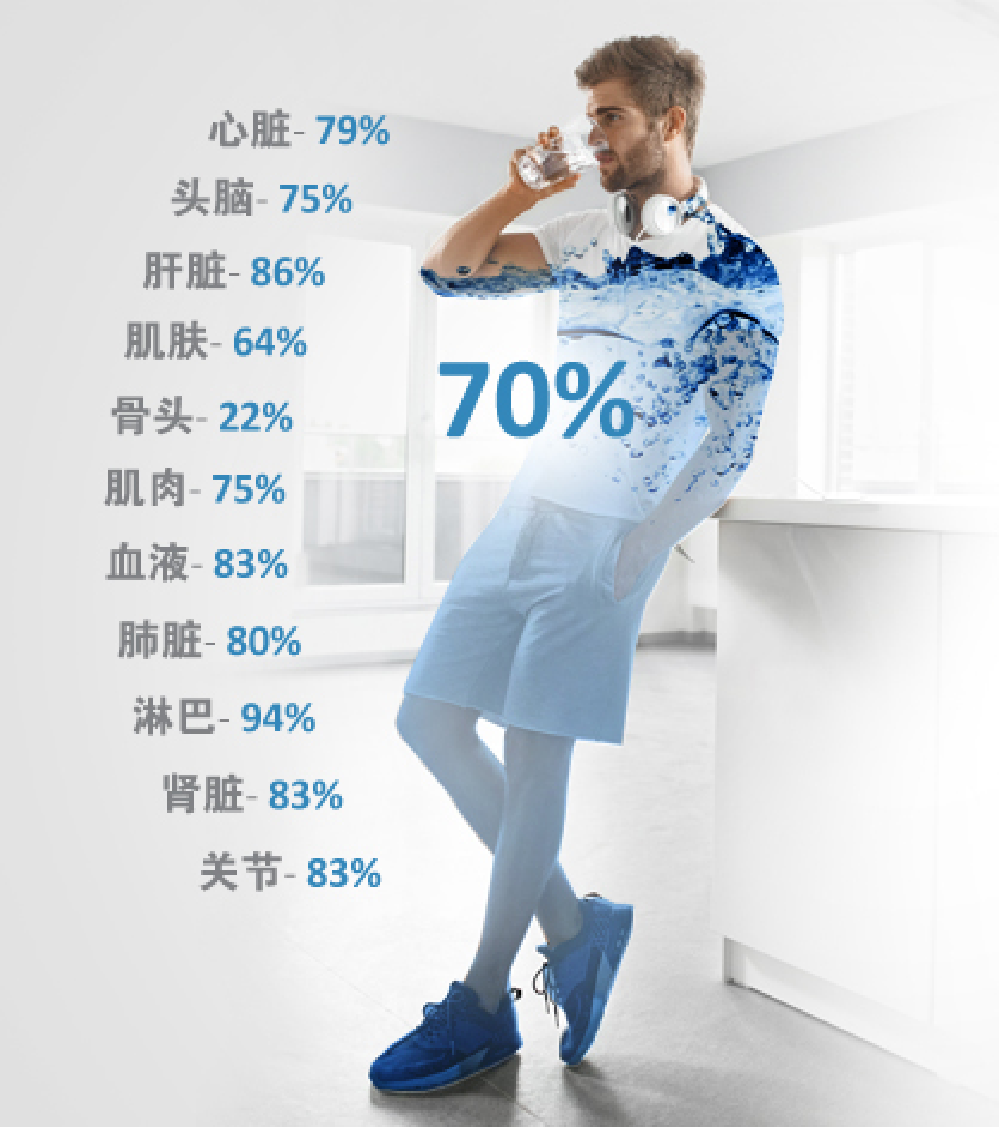 心脏- 79%
头脑- 75%
肝脏- 86%
肌肤- 64%
70%
骨头- 22%
肌肉- 75%
血液- 83%
肺脏- 80%
淋巴- 94%
肾脏- 83%
关节- 83%